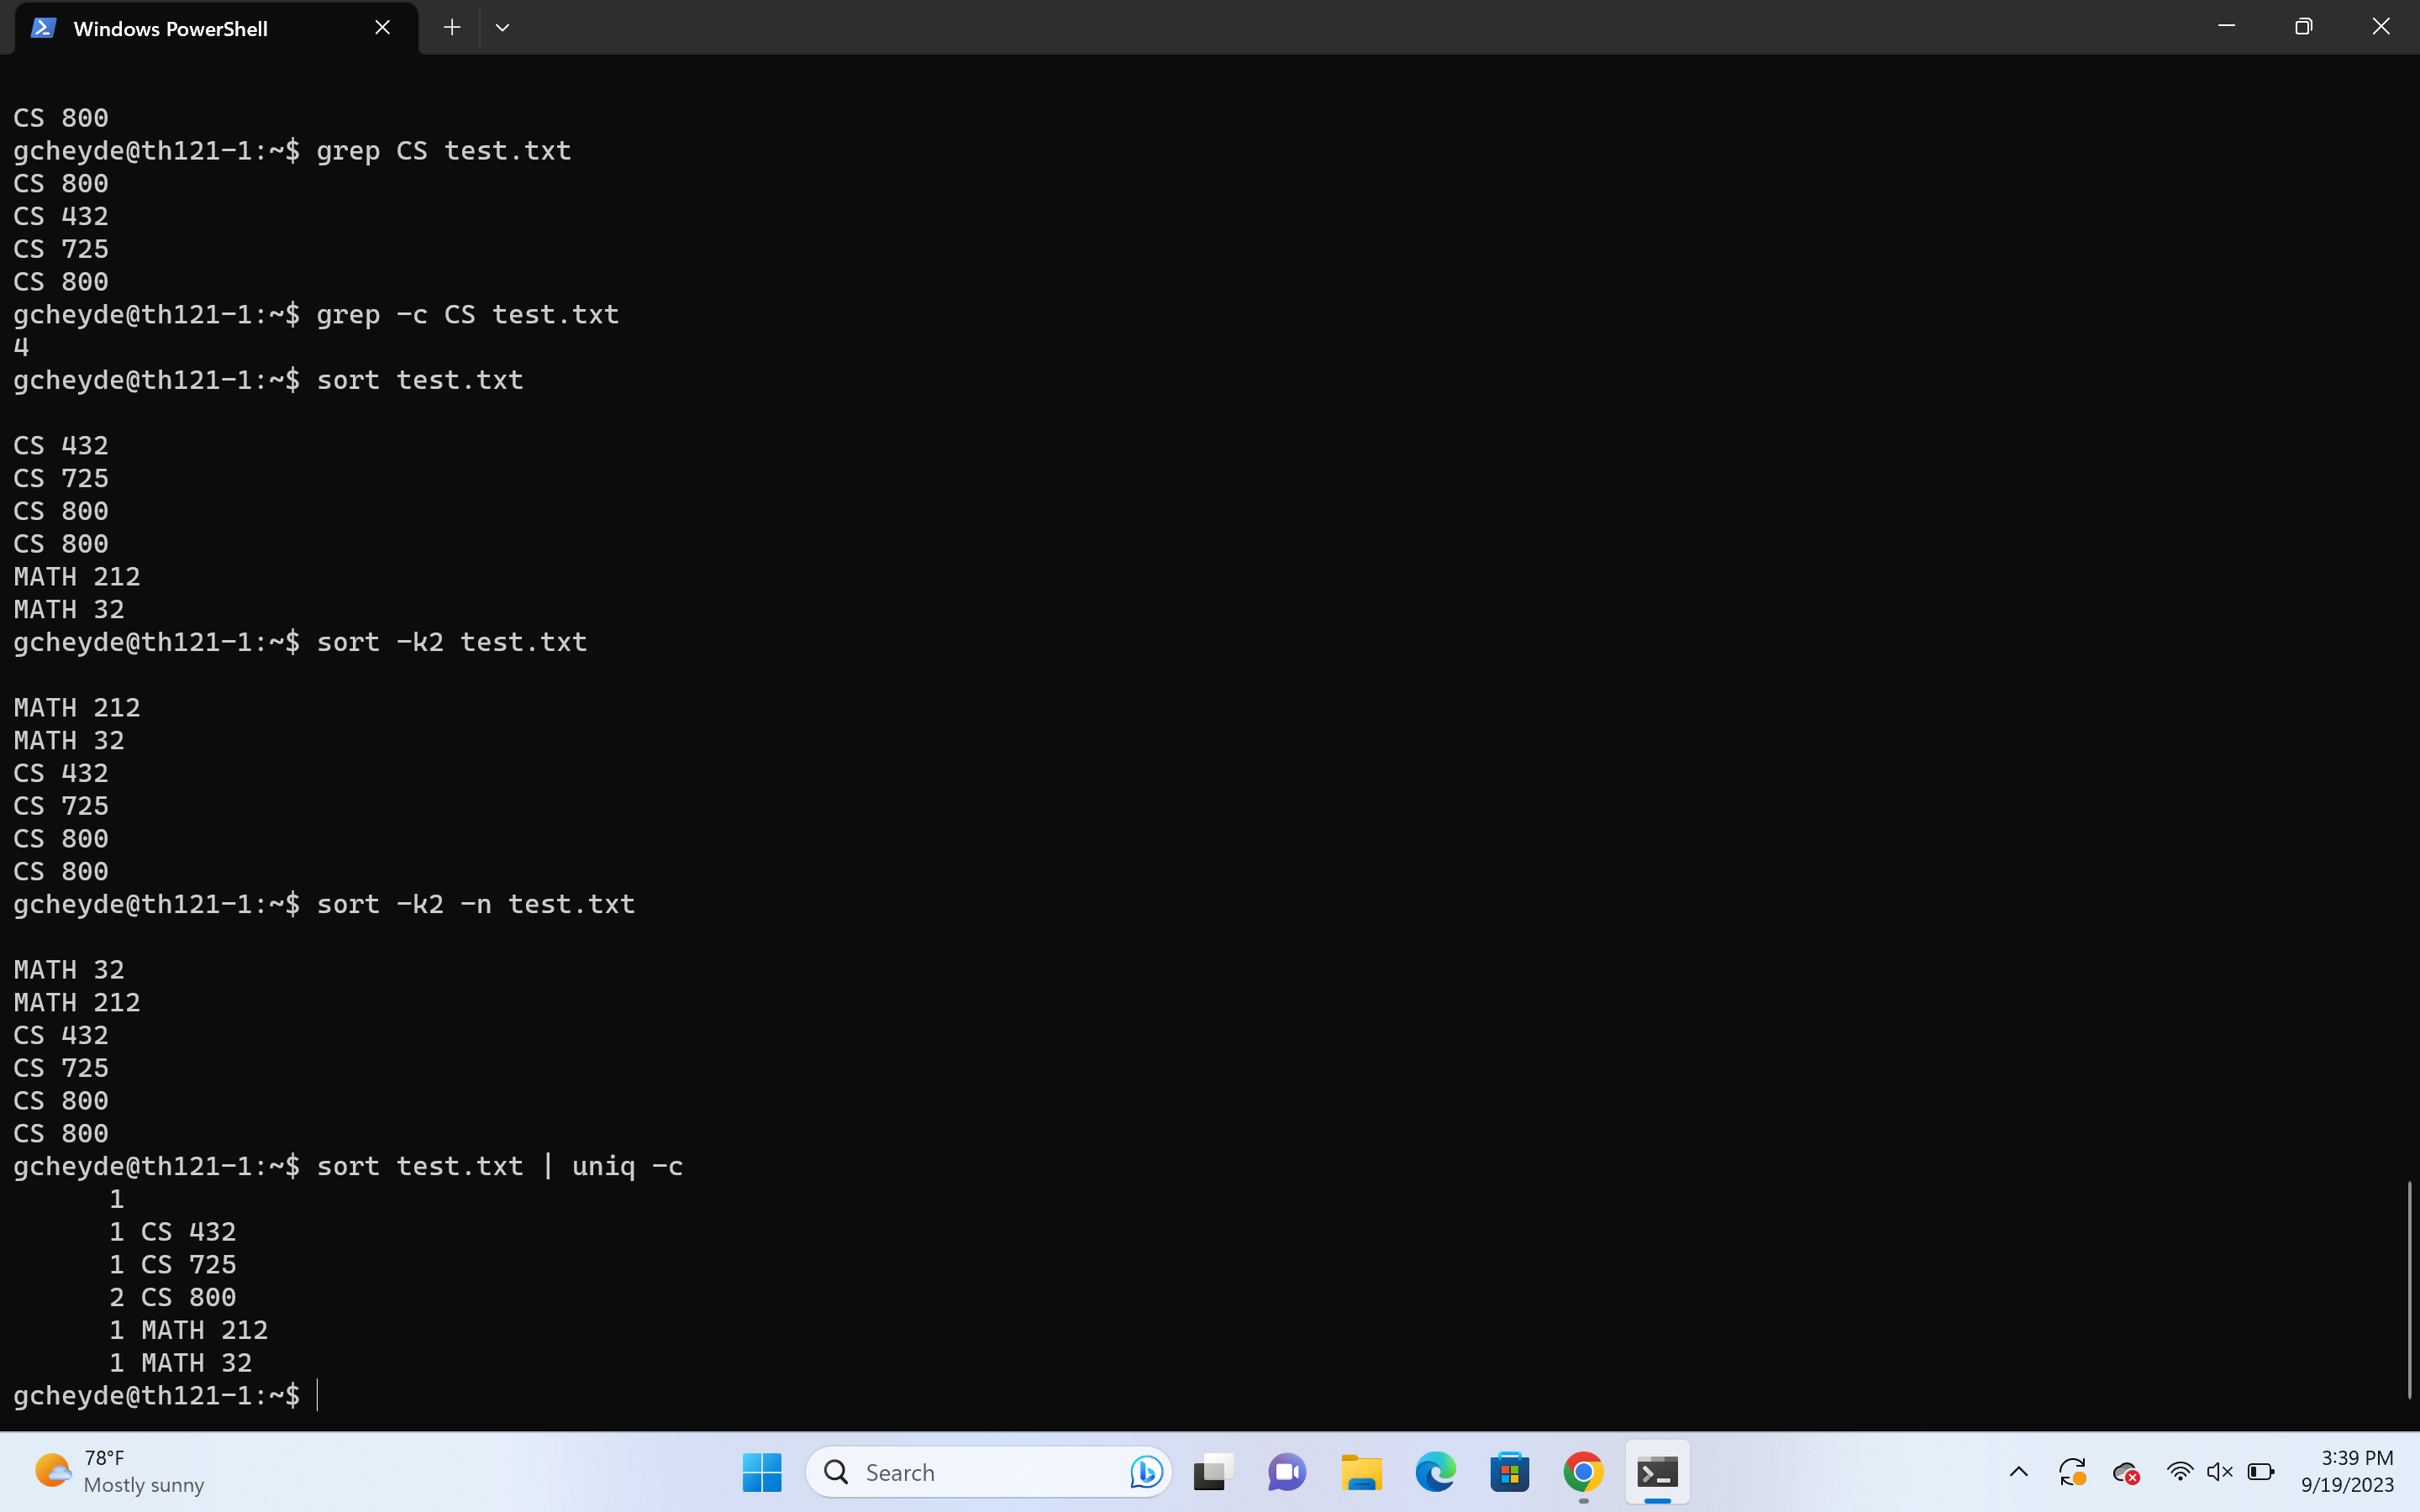 Windows PowerShell
CS 800
gcheyde@th121-1:~$ grep CS test.txt
CS 800
CS 432
CS 725
CS 800
gcheyde@th121-1:~$ grep -c CS test.txt
4
gcheyde@th121-1:~$ sort test.txt

CS 432
CS 725
CS 800
CS 800
MATH 212
MATH 32
gcheyde@th121-1:~$ sort -k2 test.txt

MATH 212
MATH 32
CS 432
CS 725
CS 800
CS 800
gcheyde@th121-1:~$ sort -k2 -n test.txt

MATH 32
MATH 212
CS 432
CS 725
CS 800
CS 800
gcheyde@th121-1:~$ sort test.txt | uniq -c
      1
      1 CS 432
      1 CS 725
      2 CS 800
      1 MATH 212
      1 MATH 32
gcheyde@th121-1:~$
78°F
Mostly sunny
Search
3:39 PM
9/19/2023